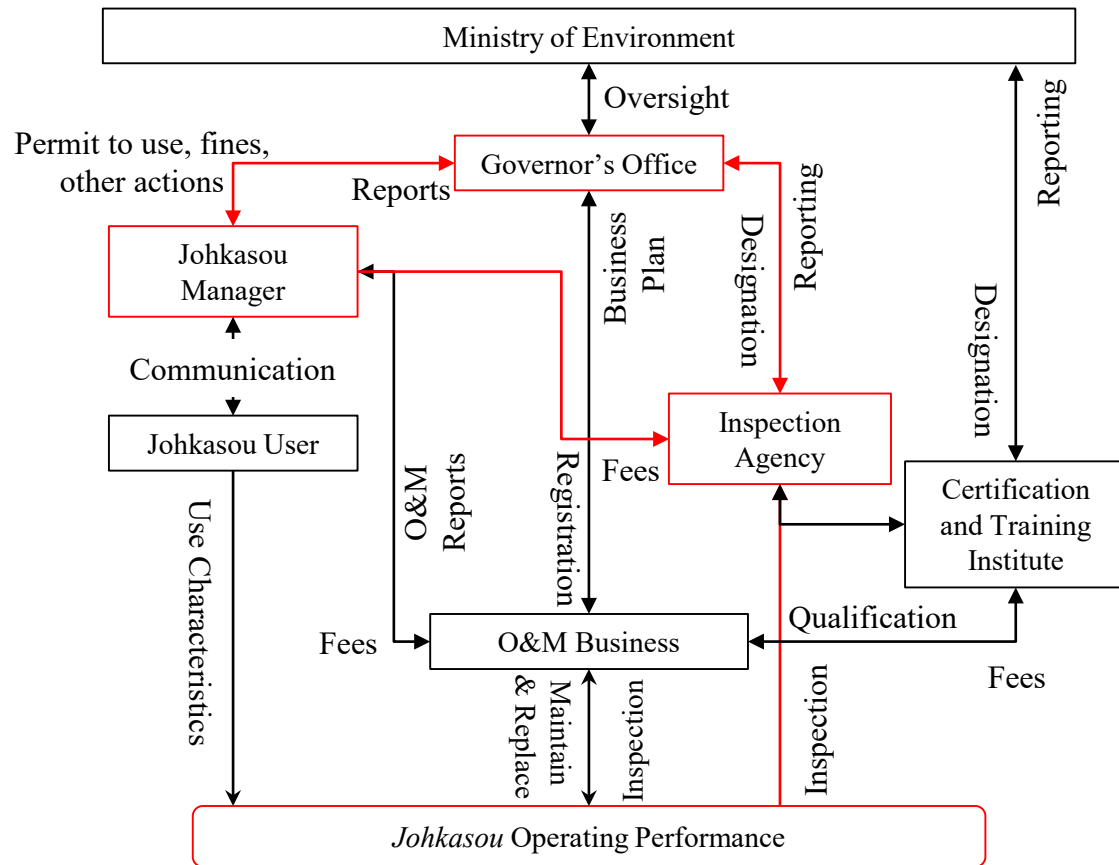 Ministry of Environment
Oversight
Reporting
Permit to use, fines,
other actions
Governor’s Office
Reports
Johkasou
Manager
Business
Plan
Designation
Reporting
Designation
Communication
Johkasou User
Inspection
Agency
Fees
O&M
Reports
Registration
Certification
and Training
Institute
Use Characteristics
Fees
O&M Business
Qualification
Fees
Maintain
& Replace
Inspection
Inspection
Johkasou Operating Performance